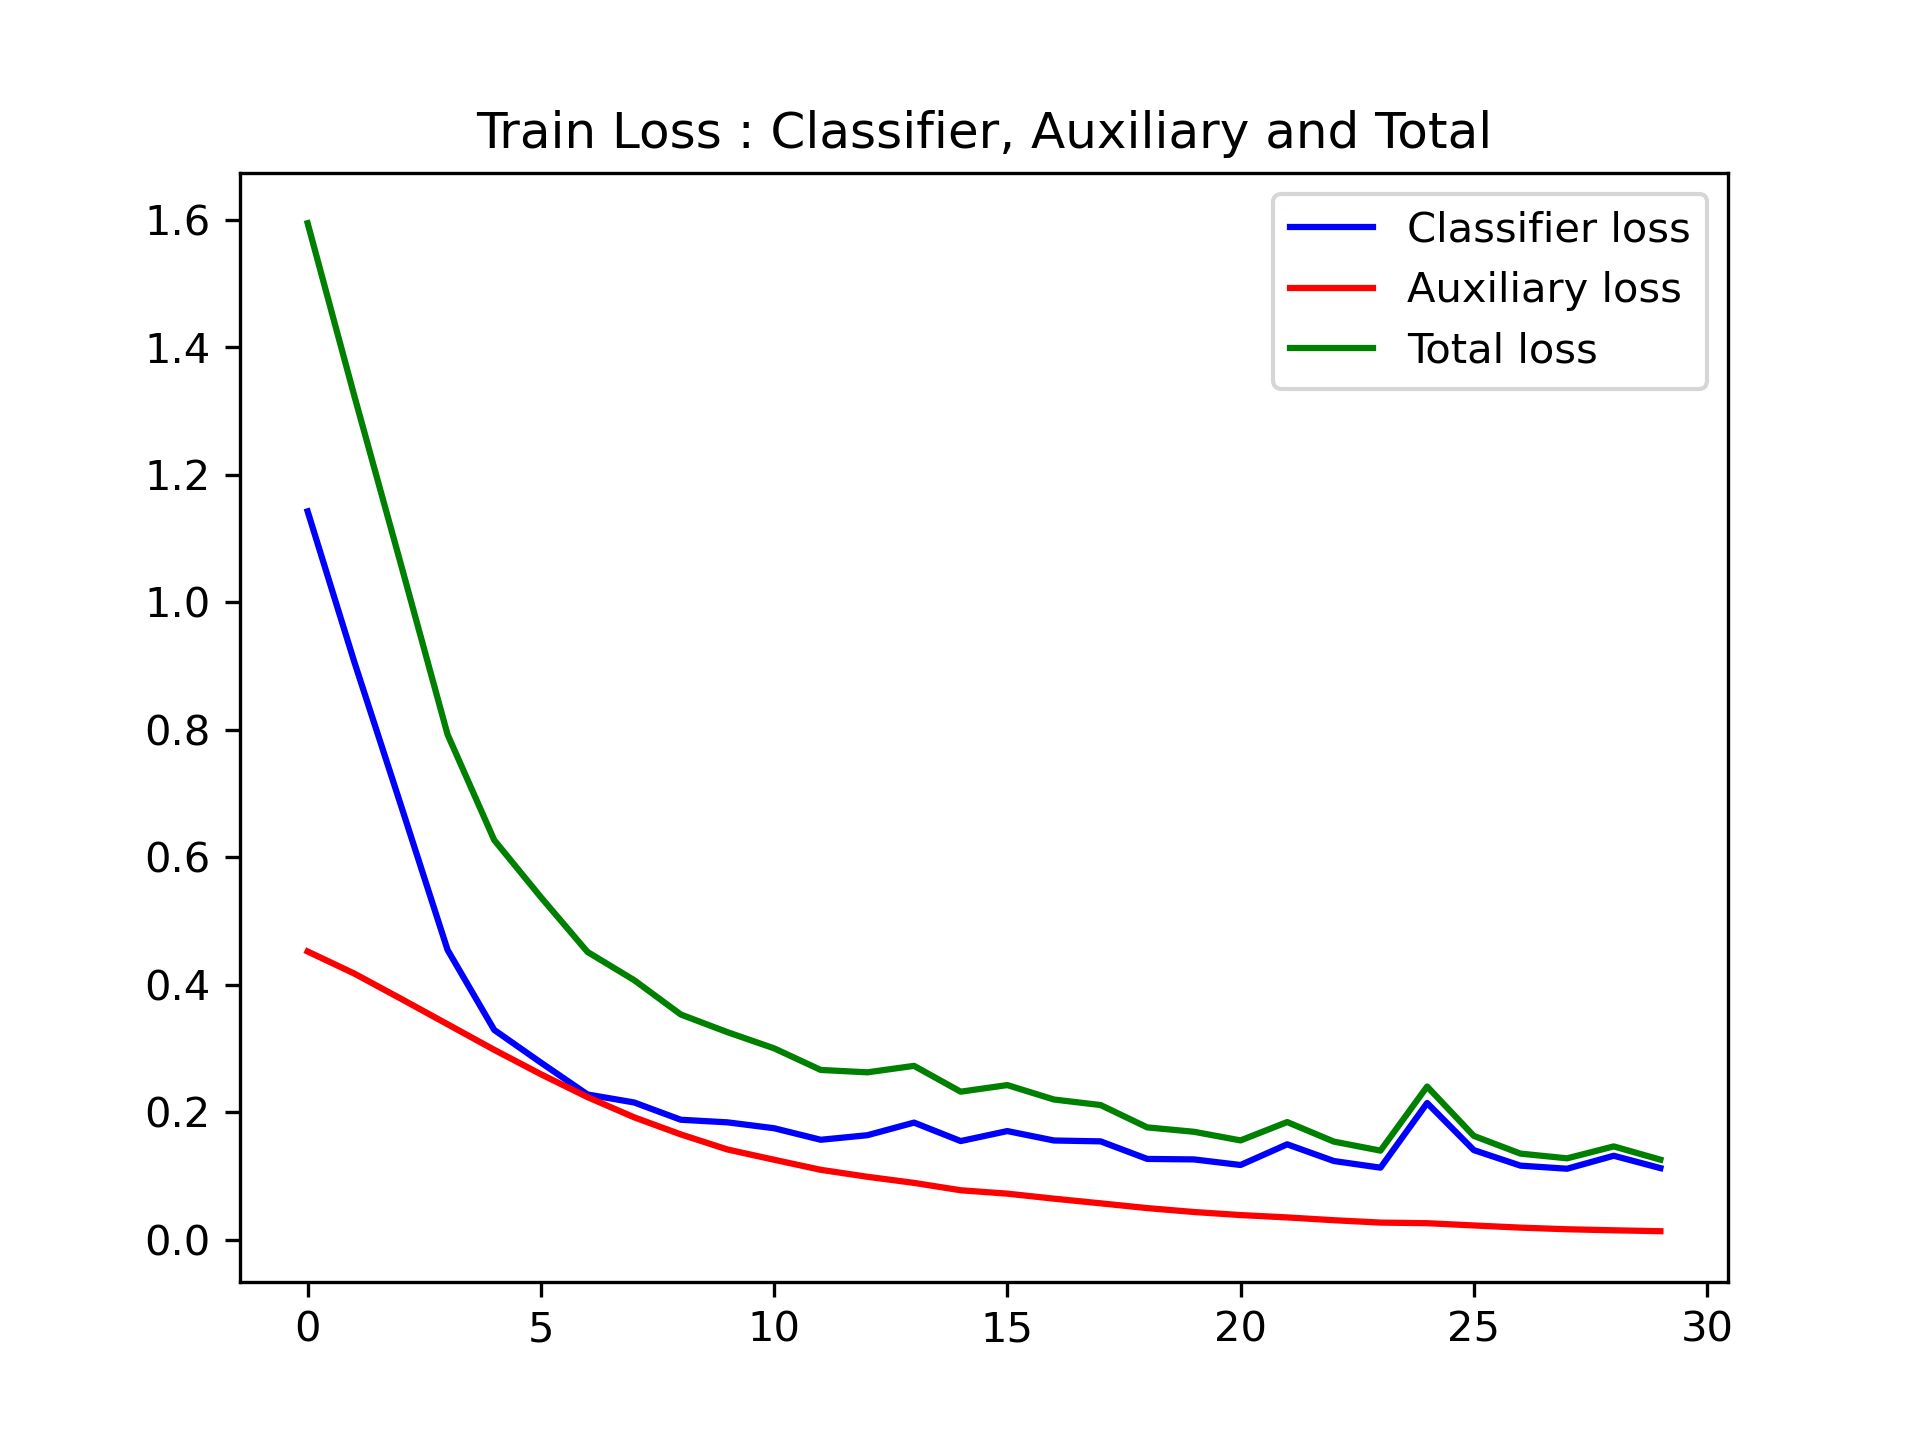 Train Loss : Classifier, Auxiliary and Total
Classifier loss
Auxiliary loss
Total loss
1.6
1.4
1.2
1.0
0.8
0.6
0.4
0.2
0.0
0 5 10 15 20 25 30